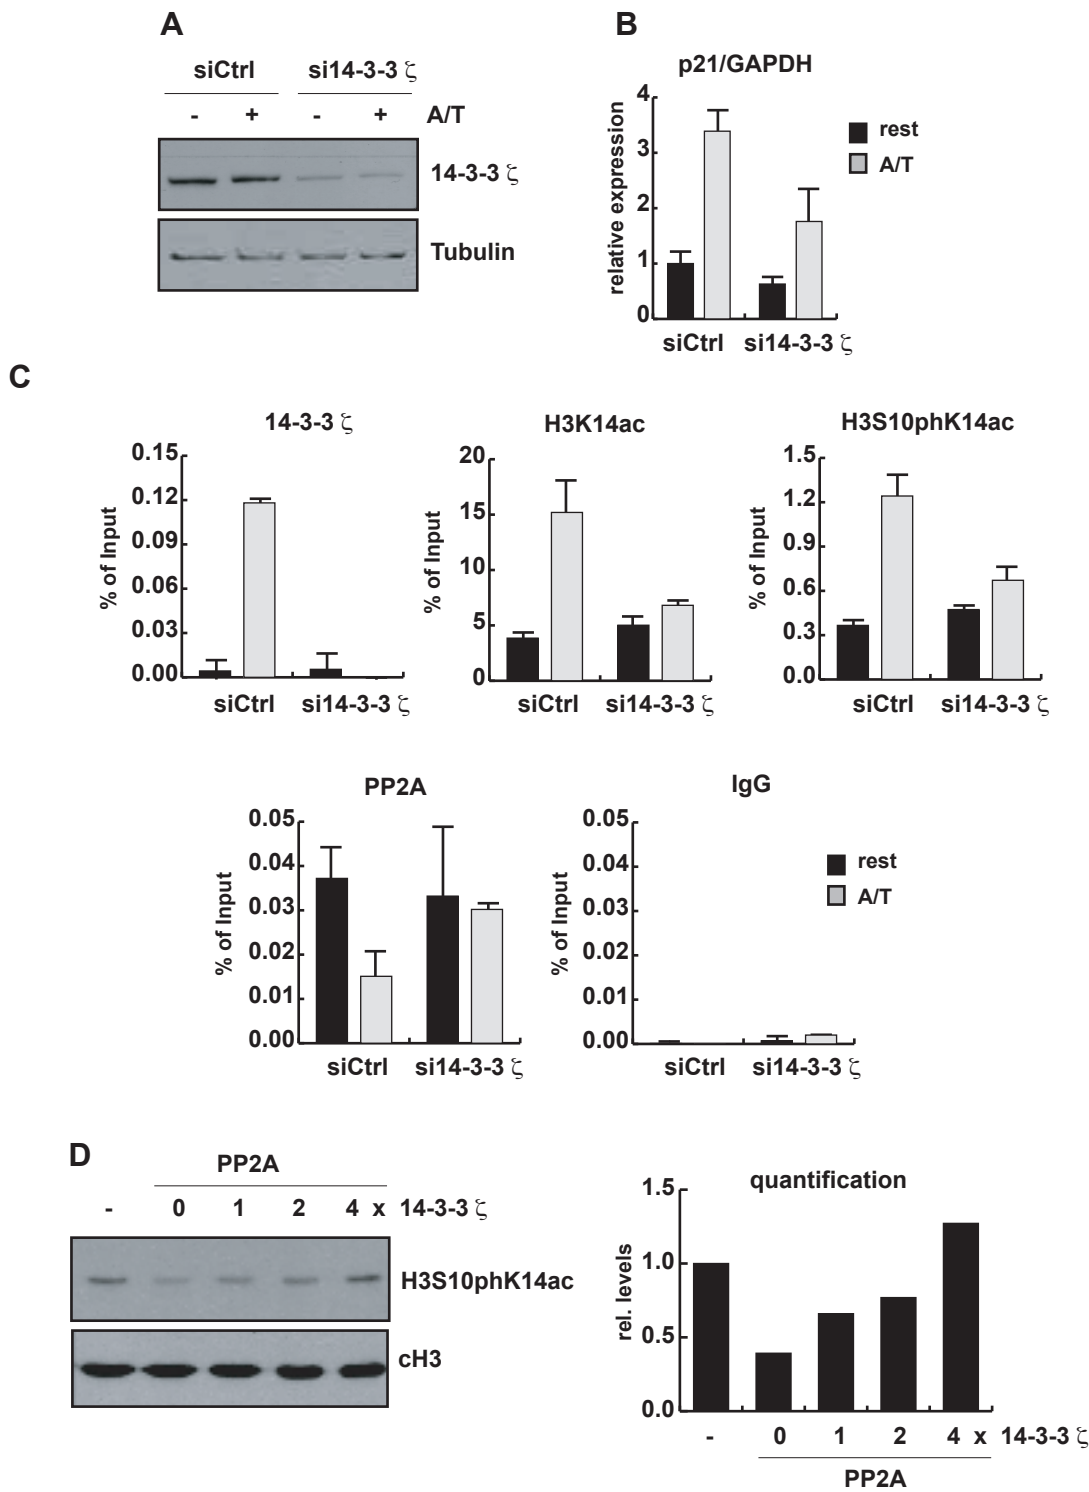 A
siCtrl si14-3-3 ζ
- + - + A/T
14-3-3 ζ
Tubulin
B
p21/GAPDH
relative expression
4
3
2
1
0
siCtrl si14-3-3 ζ
rest
A/T
C
14-3-3 ζ
% of Input
0.15
0.12
0.09
0.06
0.03
0.00
siCtrl si14-3-3 ζ
H3K14ac
% of Input
20
15
10
5
0
siCtrl si14-3-3 ζ
H3S10phK14ac
% of Input
1.5
1.2
0.9
0.6
0.3
0.0
siCtrl si14-3-3 ζ
PP2A
% of Input
0.05
0.04
0.03
0.02
0.01
0.00
siCtrl si14-3-3 ζ
IgG
% of Input
0.05
0.04
0.03
0.02
0.01
0.00
siCtrl si14-3-3 ζ
rest
A/T
D
PP2A
- 0 1 2 4 x 14-3-3 ζ
H3S10phK14ac
cH3
quantification
rel. levels
1.5
1.0
0.5
0.0
- 0 1 2 4 x 14-3-3 ζ
PP2A